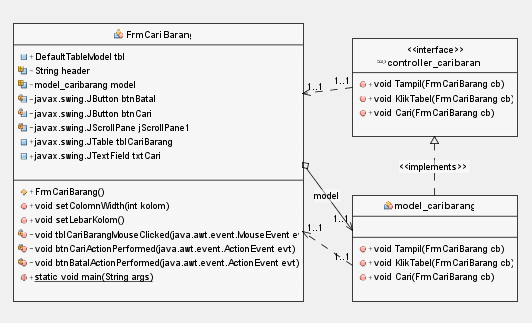 FrmCariBarang
+ DefaultTableModel tbl
- String header
- model_caribarang model
- javax.swing.JButton btnBatal
- javax.swing.JButton btnCari
- javax.swing.JScrollPane jScrollPane1
+ javax.swing.JTable tblCariBarang
+ javax.swing.JTextField txtCari
+ FrmCariBarang()
+ void setColomnWidth(int kolom)
+ void setLebarKolom()
- void tblCariBarangMouseClicked(java.awt.event.MouseEvent e
- void btnCariActionPerformed(java.awt.event.ActionEvent evt)
- void btnBatalActionPerformed(java.awt.event.ActionEvent evt)
+ static void main(String args)
1..1
1..1
<<interface>>
controller_caribaran
+ void Tampil(FrmCariBarang cb)
+ void KlikTabel(FrmCariBarang cb)
+ void Cari(FrmCariBarang cb)
<<implements>>
model
1..1
1..1
1..1
model_caribarang
+ void Tampil(FrmCariBarang cb)
+ void KlikTabel(FrmCariBarang cb)
+ void Cari(FrmCariBarang cb)